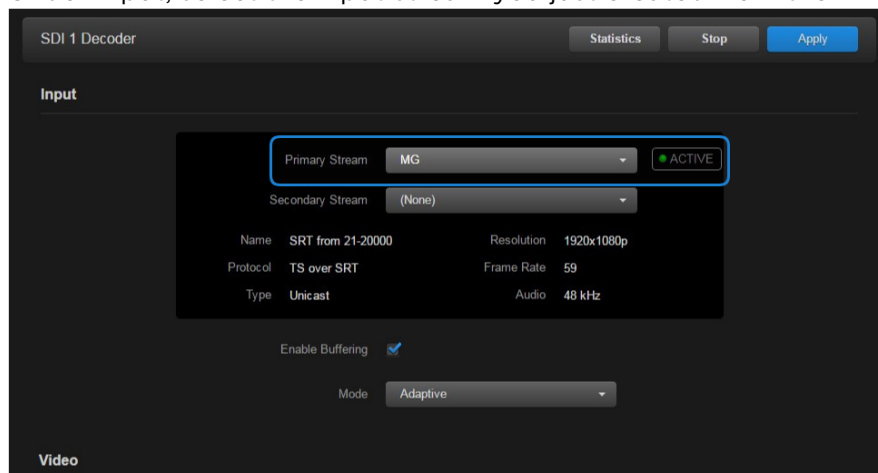 SDI 1 Decoder Statistics Stop Apply
Input
Primary Stream MG ACTIVE
Secondary Stream (None)
Name SRT from 21-20000 Resolution 1920x1080p
Protocol TS over SRT Frame Rate 59
Type Unicast Audio 48 kHz
Enable Buffering
Mode Adaptive
Video